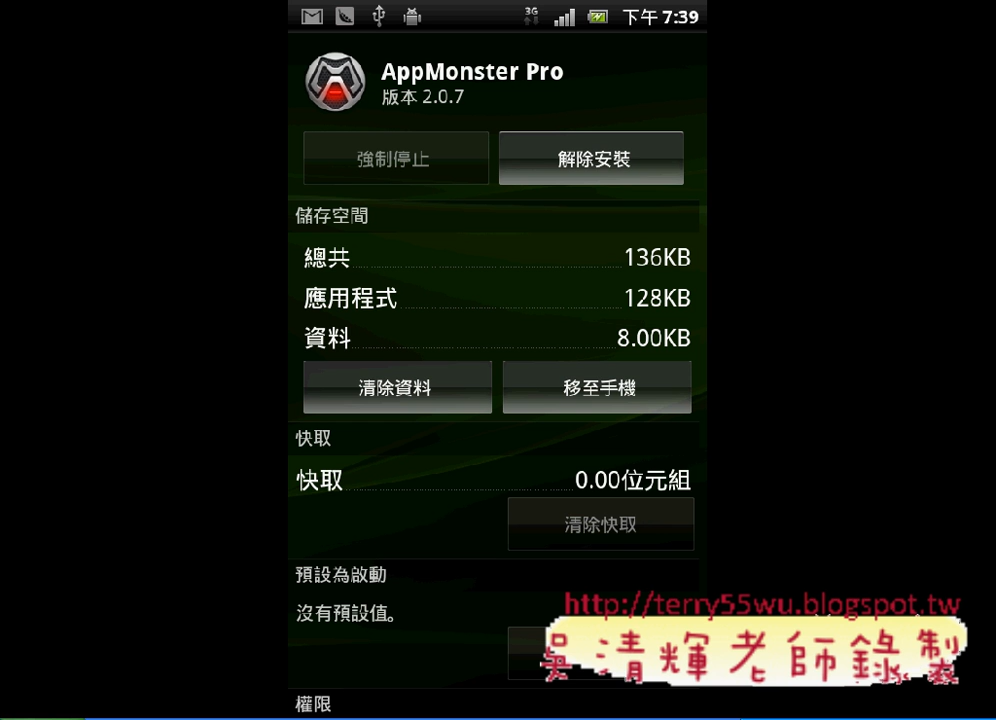 3G 下午 7:39
AppMonster Pro
版本 2.0.7
強制停止 解除安裝
儲存空間
總共 136KB
應用程式 128KB
資料 8.00KB
清除資料 移至手機
快取
快取 0.00位元組
清除快取
預設為啟動
沒有預設值。
http://terry55wu.blogspot.tw
吳清輝老師錄製
權限